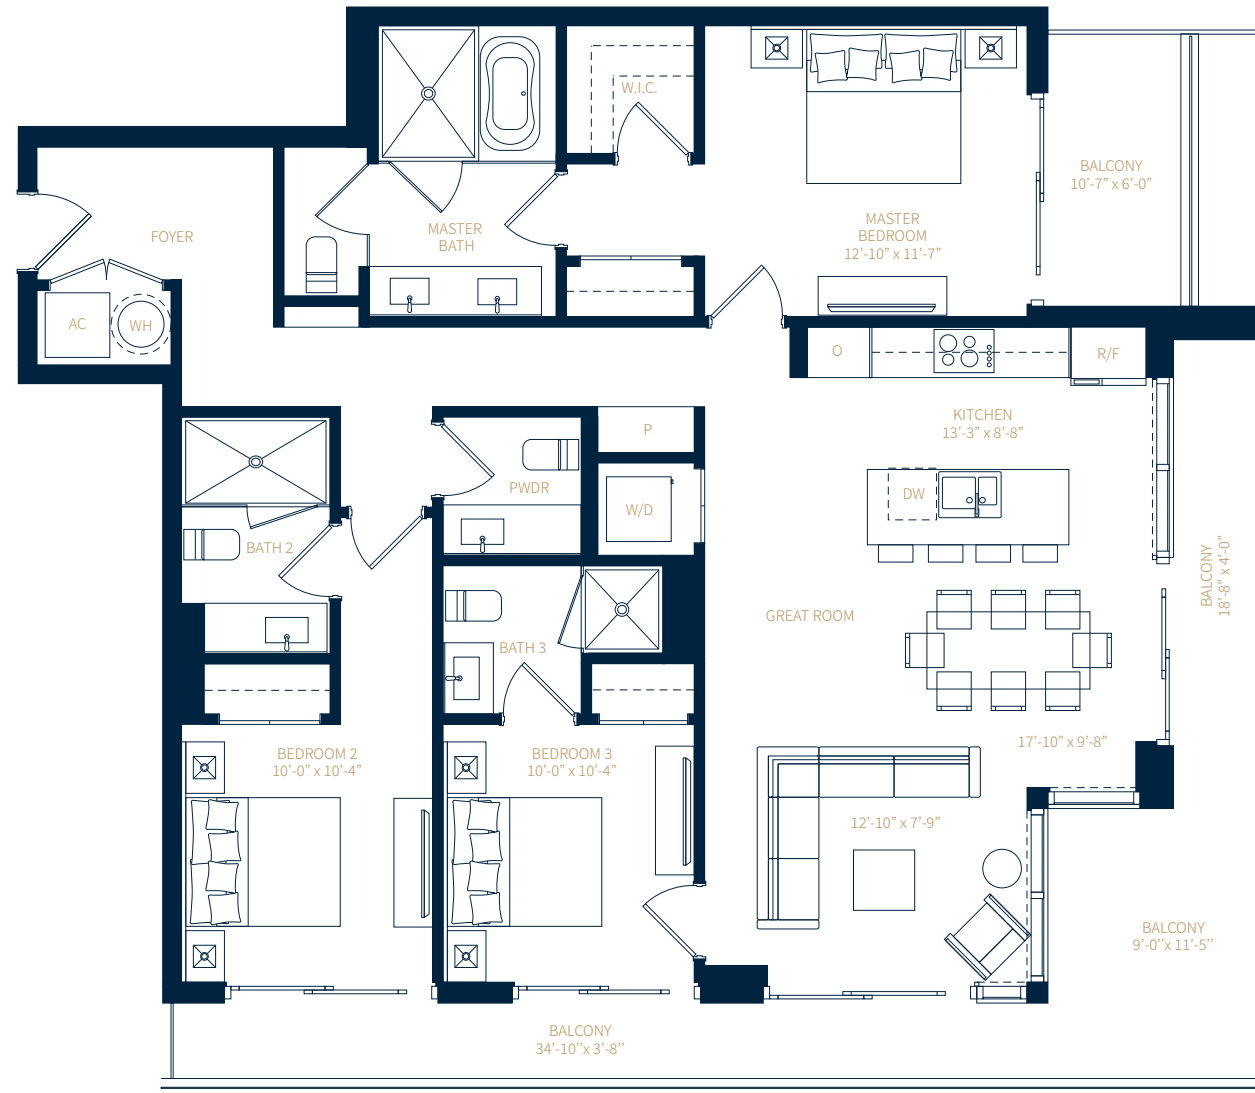 W.I.C.
BALCONY
10’-7” x 6’-0”
MASTER
BATH
MASTER
BEDROOM
12’-10” x 11’-7”
FOYER
AC
WH
O
R/F
KITCHEN
13’-3” x 8’-8”
P
PWDR
W/D
DW
BATH 2
BALCONY
18’-8” x 4’-0”
GREAT ROOM
BATH 3
17’-10” x 9’-8”
BEDROOM 2
10’-0” x 10’-4”
BEDROOM 3
10’-0” x 10’-4”
12’-10” x 7’-9”
BALCONY
9’-0’’x 11’-5’’
BALCONY
34’-10’’x 3’-8’’